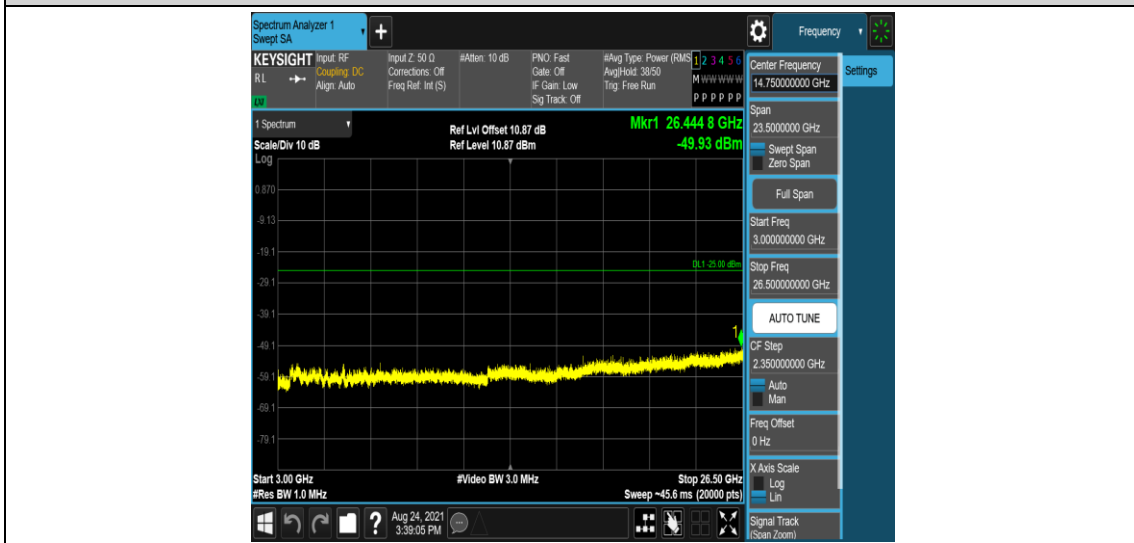 Spectrum Analyzer 1
Swept SA
+
Frequency
KEYSIGHT
RL
LXI
Input: RF
Coupling: DC
Align: Auto
Input Z: 50 Ω
Corrections: Off
Freq Ref: Int (S)
#Atten: 10 dB
PNO: Fast
Gate: Off
IF Gain: Low
Sig Track: Off
#Avg Type: Power (RMS
Avg|Hold: 38/50
Trig: Free Run
1 2 3 4 5 6
M W W W W W
P P P P P P
Center Frequency
14.750000000 GHz
Settings
1 Spectrum
Scale/Div 10 dB
Log
Ref Lvl Offset 10.87 dB
Ref Level 10.87 dBm
Mkr1 26.444 8 GHz
-49.93 dBm
Span
23.5000000 GHz
Swept Span
Zero Span
Full Span
Start Freq
3.000000000 GHz
Stop Freq
26.500000000 GHz
AUTO TUNE
CF Step
2.350000000 GHz
Auto
Man
Freq Offset
0 Hz
X Axis Scale
Log
Lin
Signal Track
(Span Zoom)
0.870
-9.13
-19.1
DL1 -25.00 dBm
-29.1
-39.1
1
-49.1
-59.1
-69.1
-79.1
Start 3.00 GHz
#Res BW 1.0 MHz
#Video BW 3.0 MHz
Stop 26.50 GHz
Sweep ~45.6 ms (20000 pts)
?
Aug 24, 2021
3:39:05 PM